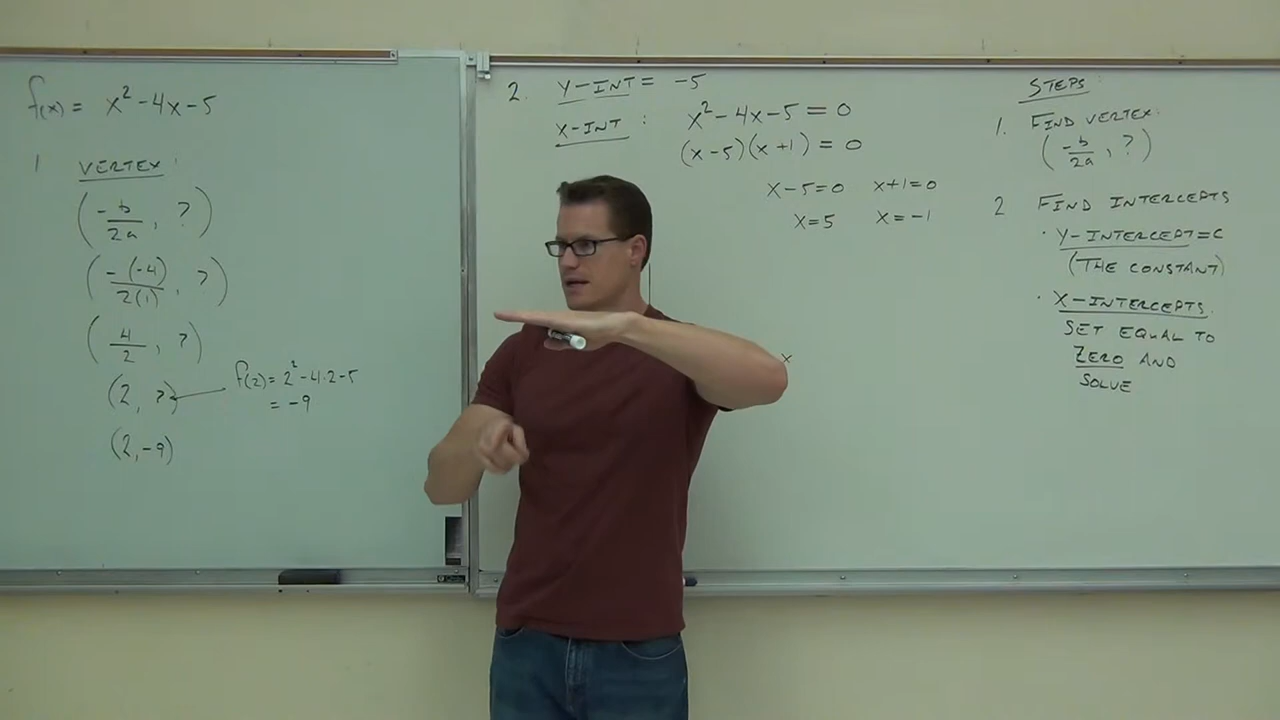 f(x) = x² - 4x - 5
1 VERTEX:
(-b/2a, ?)
(-(-4)/2(1), ?)
(4/2, ?)
(2, ?)
f(2) = 2² - 4·2 - 5
= -9
(2, -9)
2. Y-INT = -5
X-INT : x² - 4x - 5 = 0
(x - 5)(x + 1) = 0
x - 5 = 0 x + 1 = 0
x = 5 x = -1
x
STEPS:
1. FIND VERTEX:
(-b/2a, ?)
2 FIND INTERCEPTS
· Y-INTERCEPT = C
(THE CONSTANT)
· X-INTERCEPTS
SET EQUAL TO
ZERO AND
SOLVE